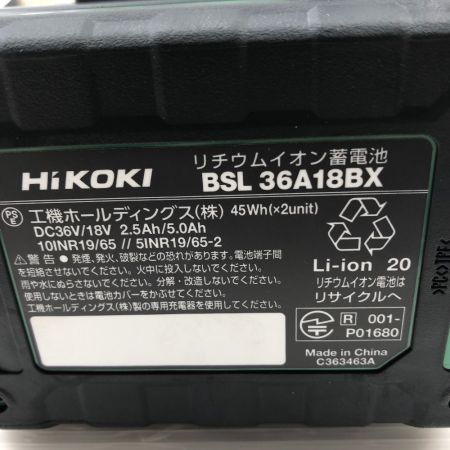 リチウムイオン蓄電池
HiKOKI BSL 36A18BX
PS E 工機ホールディングス(株) 45Wh(×2unit)
DC36V/18V 2.5Ah/5.0Ah
10INR19/65 // 5INR19/65-2
⚠警告 ● 発煙、発火、破裂などの恐れがあります。電池端子間
を短絡させないでください。火中に投入しないでください。
雨や水にぬらさないでください。分解・改造しないでください。
使用しないときは電池カバーをかぶせてください。
工機ホールディングス(株)製の専用充電器を使用してください。
Li-ion 20
リチウムイオン電池は
リサイクルへ
R 001-
P01680
Made in China
C363463A
>PC<>TPE<